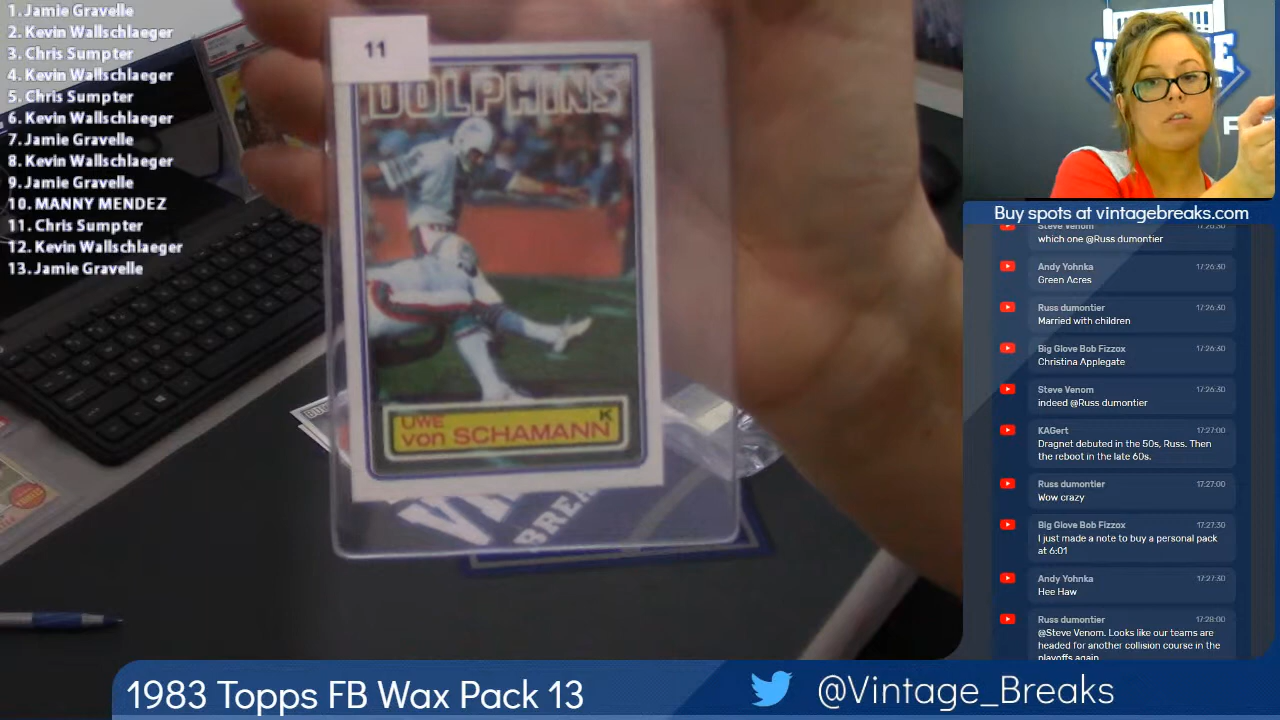 1. Jamie Gravelle
2. Kevin Wallschlaeger
3. Chris Sumpter
4. Kevin Wallschlaeger
5. Chris Sumpter
6. Kevin Wallschlaeger
7. Jamie Gravelle
8. Kevin Wallschlaeger
9. Jamie Gravelle
10. MANNY MENDEZ
11. Chris Sumpter
12. Kevin Wallschlaeger
13. Jamie Gravelle
11
DOLPHINS
K
UWE
von SCHAMANN
BREA
Buy spots at vintagebreaks.com
Steve Venom
which one @Russ dumontier
Andy Yohnka 17:26:30
Green Acres
Russ dumontier 17:26:30
Married with children
Big Glove Bob Fizzox 17:26:30
Christina Applegate
Steve Venom 17:26:30
indeed @Russ dumontier
KAGert 17:27:00
Dragnet debuted in the 50s, Russ. Then
the reboot in the late 60s.
Russ dumontier 17:27:00
Wow crazy
Big Glove Bob Fizzox 17:27:30
I just made a note to buy a personal pack
at 6:01
Andy Yohnka 17:27:30
Hee Haw
Russ dumontier 17:28:00
@Steve Venom. Looks like our teams are
headed for another collision course in the
playoffs again
1983 Topps FB Wax Pack 13
@Vintage_Breaks